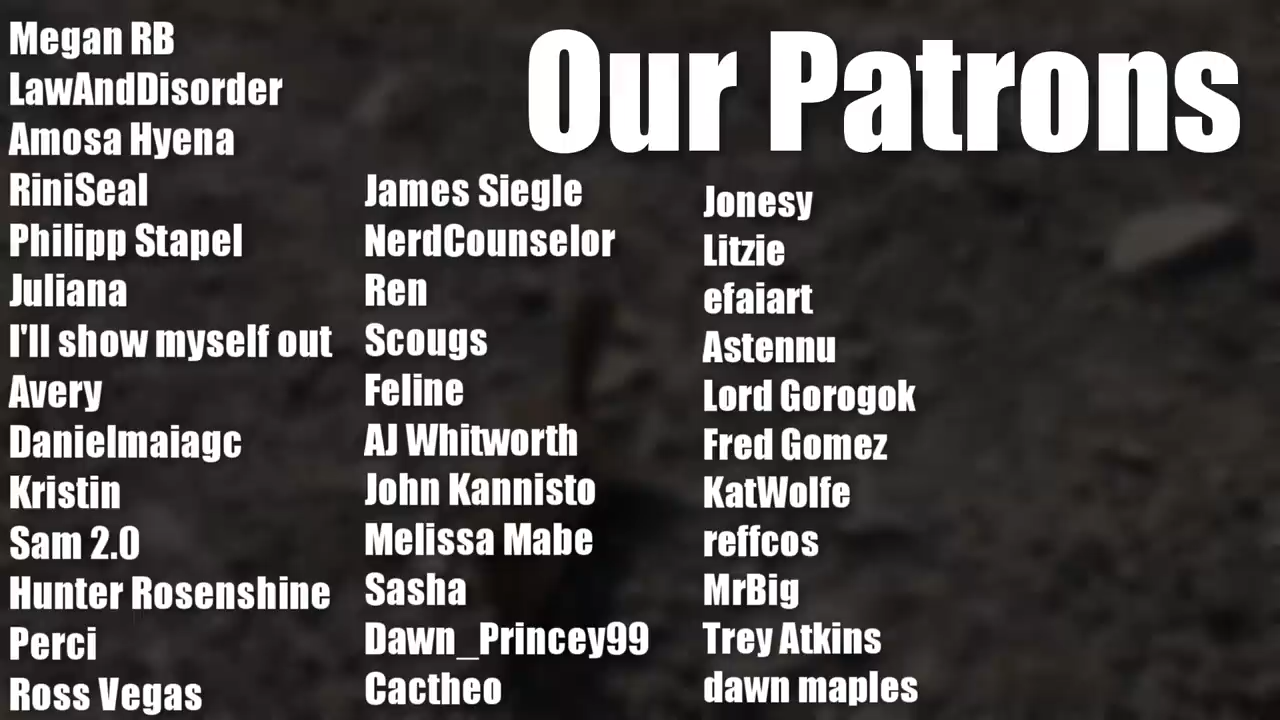 Our Patrons
Megan RB
LawAndDisorder
Amosa Hyena
RiniSeal
Philipp Stapel
Juliana
I'll show myself out
Avery
Danielmaiagc
Kristin
Sam 2.0
Hunter Rosenshine
Perci
Ross Vegas
James Siegle
NerdCounselor
Ren
Scougs
Feline
AJ Whitworth
John Kannisto
Melissa Mabe
Sasha
Dawn_Princey99
Cactheo
Jonesy
Litzie
efaiart
Astennu
Lord Gorogok
Fred Gomez
KatWolfe
reffcos
MrBig
Trey Atkins
dawn maples